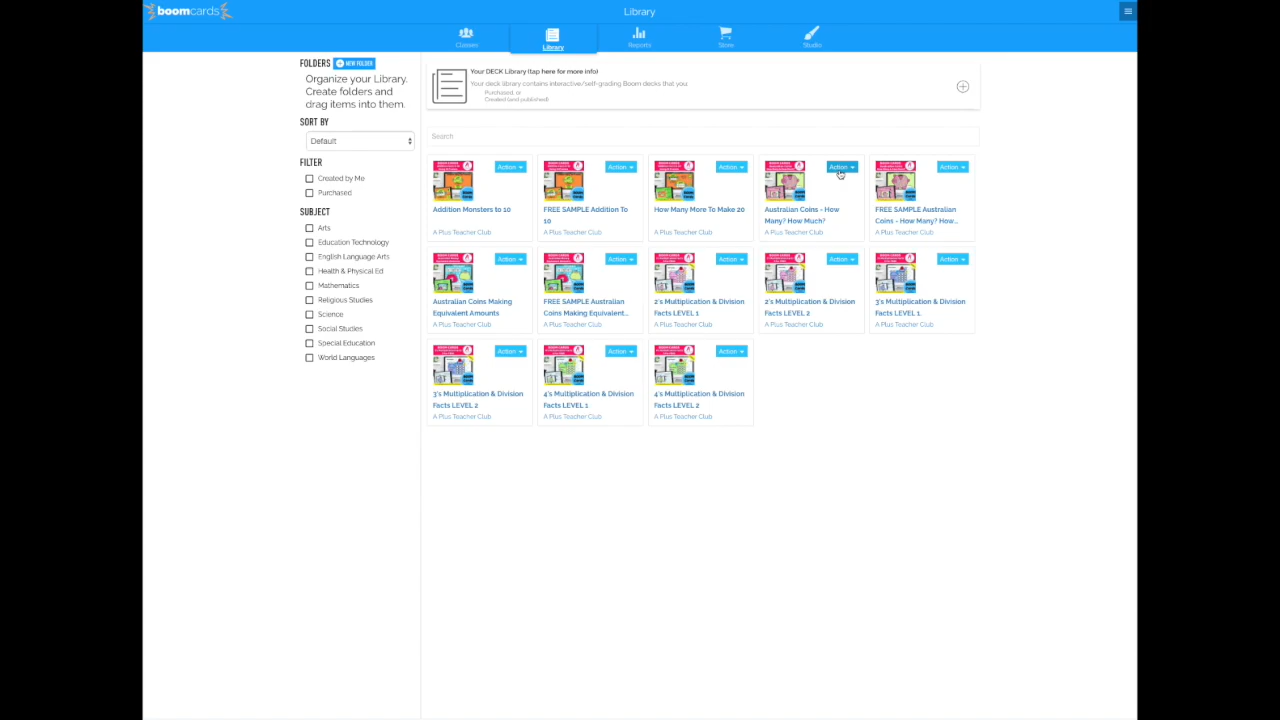 boomcards
Library
Classes
Library
Reports
Store
Studio
FOLDERS
NEW FOLDER
Organize your Library.
Create folders and
drag items into them.
SORT BY
Default
FILTER
Created by Me
Purchased
SUBJECT
Arts
Education Technology
English Language Arts
Health & Physical Ed
Mathematics
Religious Studies
Science
Social Studies
Special Education
World Languages
Your DECK Library (tap here for more info)
Your deck library contains interactive/self-grading Boom decks that you:
Purchased, or
Created (and published)
Search
Action
Addition Monsters to 10
A Plus Teacher Club
Action
FREE SAMPLE Addition To
10
A Plus Teacher Club
Action
How Many More To Make 20
A Plus Teacher Club
Action
Australian Coins - How
Many? How Much?
A Plus Teacher Club
Action
FREE SAMPLE Australian
Coins - How Many? How...
A Plus Teacher Club
Action
Australian Coins Making
Equivalent Amounts
A Plus Teacher Club
Action
FREE SAMPLE Australian
Coins Making Equivalent...
A Plus Teacher Club
Action
2's Multiplication & Division
Facts LEVEL 1
A Plus Teacher Club
Action
2's Multiplication & Division
Facts LEVEL 2
A Plus Teacher Club
Action
3's Multiplication & Division
Facts LEVEL 1.
A Plus Teacher Club
Action
3's Multiplication & Division
Facts LEVEL 2
A Plus Teacher Club
Action
4's Multiplication & Division
Facts LEVEL 1
A Plus Teacher Club
Action
4's Multiplication & Division
Facts LEVEL 2
A Plus Teacher Club